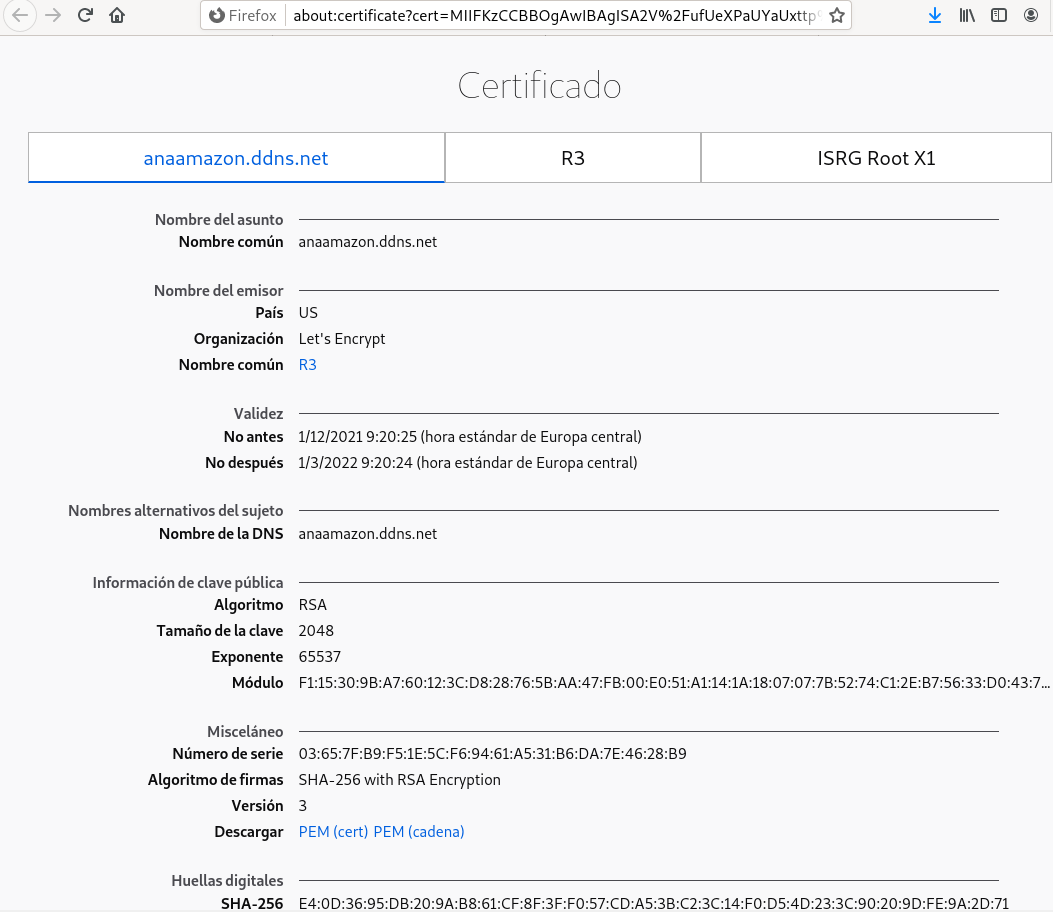 Firefox about:certificate?cert=MIIFKzCCBBOgAwIBAgISA2V%2FufUeXPaUYaUxttp
Certificado
anaamazon.ddns.net R3 ISRG Root X1
Nombre del asunto
Nombre común anaamazon.ddns.net
Nombre del emisor
País US
Organización Let's Encrypt
Nombre común R3
Validez
No antes 1/12/2021 9:20:25 (hora estándar de Europa central)
No después 1/3/2022 9:20:24 (hora estándar de Europa central)
Nombres alternativos del sujeto
Nombre de la DNS anaamazon.ddns.net
Información de clave pública
Algoritmo RSA
Tamaño de la clave 2048
Exponente 65537
Módulo F1:15:30:9B:A7:60:12:3C:D8:28:76:5B:AA:47:FB:00:E0:51:A1:14:1A:18:07:07:7B:52:74:C1:2E:B7:56:33:D0:43:7...
Misceláneo
Número de serie 03:65:7F:B9:F5:1E:5C:F6:94:61:A5:31:B6:DA:7E:46:28:B9
Algoritmo de firmas SHA-256 with RSA Encryption
Versión 3
Descargar PEM (cert) PEM (cadena)
Huellas digitales
SHA-256 E4:0D:36:95:DB:20:9A:B8:61:CF:8F:3F:F0:57:CD:A5:3B:C2:3C:14:F0:D5:4D:23:3C:90:20:9D:FE:9A:2D:71